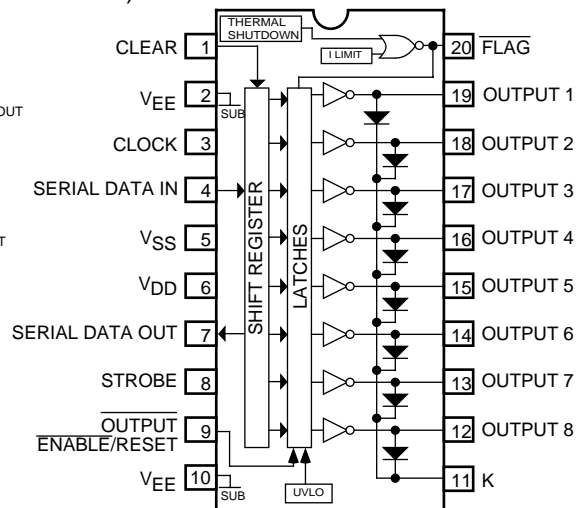 THERMAL
SHUTDOWN
I LIMIT
CLEAR 1
20 FLAG
VEE 2
SUB
19 OUTPUT 1
OUT
CLOCK 3
18 OUTPUT 2
SERIAL DATA IN 4
17 OUTPUT 3
VSS 5
16 OUTPUT 4
SHIFT REGISTER
LATCHES
VDD 6
15 OUTPUT 5
SERIAL DATA OUT 7
14 OUTPUT 6
STROBE 8
13 OUTPUT 7
OUTPUT
ENABLE/RESET 9
12 OUTPUT 8
VEE 10
SUB
UVLO
11 K